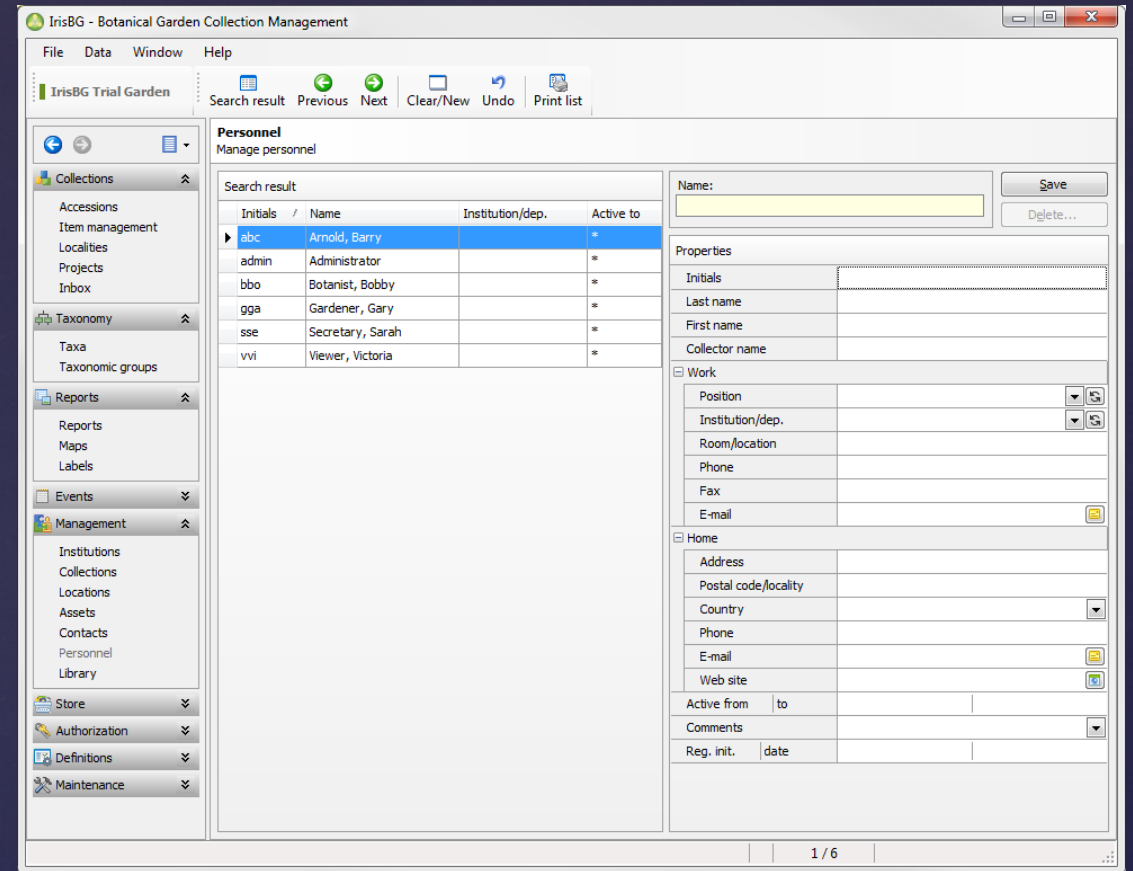 IrisBG - Botanical Garden Collection Management
File Data Window Help
IrisBG Trial Garden
Search result Previous Next Clear/New Undo Print list
Personnel
Manage personnel
Collections
Accessions
Item management
Localities
Projects
Inbox
Taxonomy
Taxa
Taxonomic groups
Reports
Reports
Maps
Labels
Events
Management
Institutions
Collections
Locations
Assets
Contacts
Personnel
Library
Store
Authorization
Definitions
Maintenance
Search result
Initials / Name Institution/dep. Active to
abc Arnold, Barry *
admin Administrator *
bbo Botanist, Bobby *
gga Gardener, Gary *
sse Secretary, Sarah *
vvi Viewer, Victoria *
Name:
Save
Delete...
Properties
Initials
Last name
First name
Collector name
Work
Position
Institution/dep.
Room/location
Phone
Fax
E-mail
Home
Address
Postal code/locality
Country
Phone
E-mail
Web site
Active from to
Comments
Reg. init. date
1 / 6